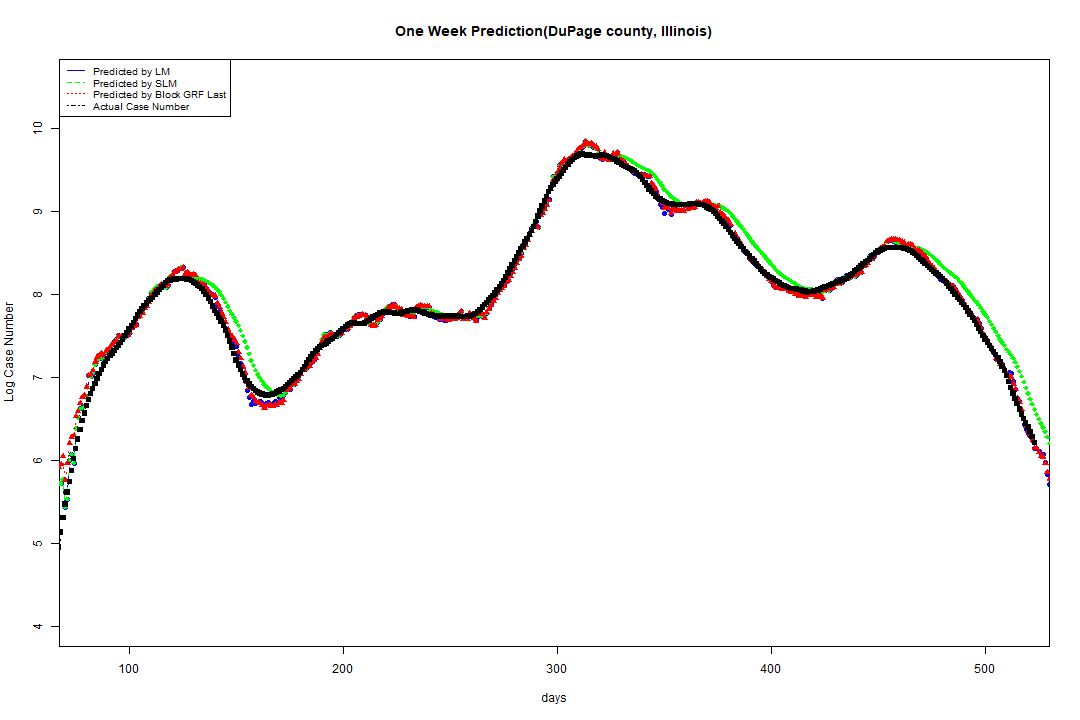 One Week Prediction(DuPage county, Illinois)
Predicted by LM
Predicted by SLM
Predicted by Block GRF Last
Actual Case Number
Log Case Number
10
9
8
7
6
5
4
100 200 300 400 500
days